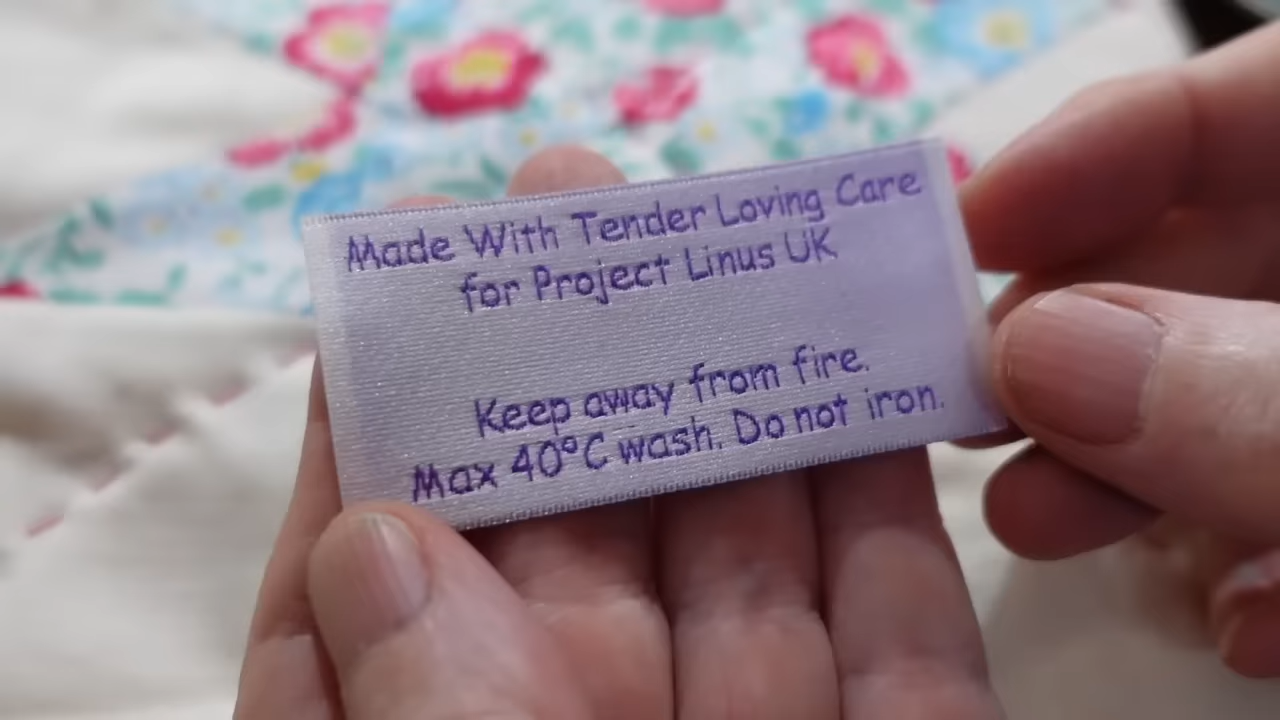 Made With Tender Loving Care
for Project Linus UK
Keep away from fire.
Max 40°C wash. Do not iron.